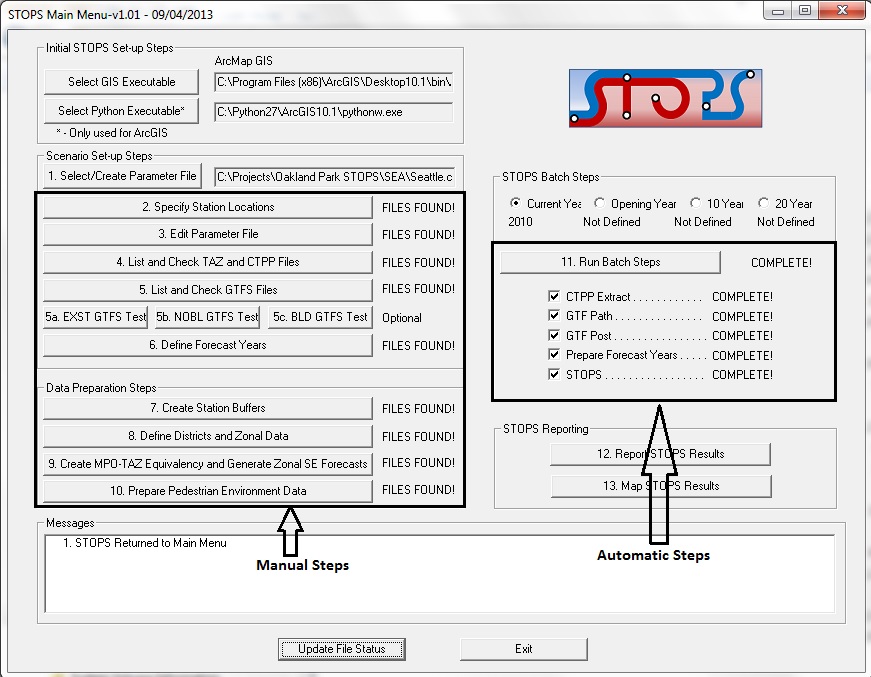 STOPS Main Menu-v1.01 - 09/04/2013
Initial STOPS Set-up Steps
ArcMap GIS
Select GIS Executable
C:\Program Files (x86)\ArcGIS\Desktop10.1\bin\.
Select Python Executable*
C:\Python27\ArcGIS10.1\pythonw.exe
* - Only used for ArcGIS
STOPS
Scenario Set-up Steps
1. Select/Create Parameter File
C:\Projects\Oakland Park STOPS\SEA\Seattle.c
2. Specify Station Locations FILES FOUND!
3. Edit Parameter File FILES FOUND!
4. List and Check TAZ and CTPP Files FILES FOUND!
5. List and Check GTFS Files FILES FOUND!
5a. EXST GTFS Test 5b. NOBL GTFS Test 5c. BLD GTFS Test Optional
6. Define Forecast Years FILES FOUND!
Data Preparation Steps
7. Create Station Buffers FILES FOUND!
8. Define Districts and Zonal Data FILES FOUND!
9. Create MPO-TAZ Equivalency and Generate Zonal SE Forecasts FILES FOUND!
10. Prepare Pedestrian Environment Data FILES FOUND!
STOPS Batch Steps
Current Yea Opening Year 10 Year 20 Year
2010 Not Defined Not Defined Not Defined
11. Run Batch Steps COMPLETE!
CTPP Extract . . . . . . . . . . . . COMPLETE!
GTF Path . . . . . . . . . . . . . . . COMPLETE!
GTF Post . . . . . . . . . . . . . . . COMPLETE!
Prepare Forecast Years . . . . . COMPLETE!
STOPS . . . . . . . . . . . . . . . . . COMPLETE!
STOPS Reporting
12. Report STOPS Results
13. Map STOPS Results
Messages
1. STOPS Returned to Main Menu
Manual Steps
Automatic Steps
Update File Status
Exit